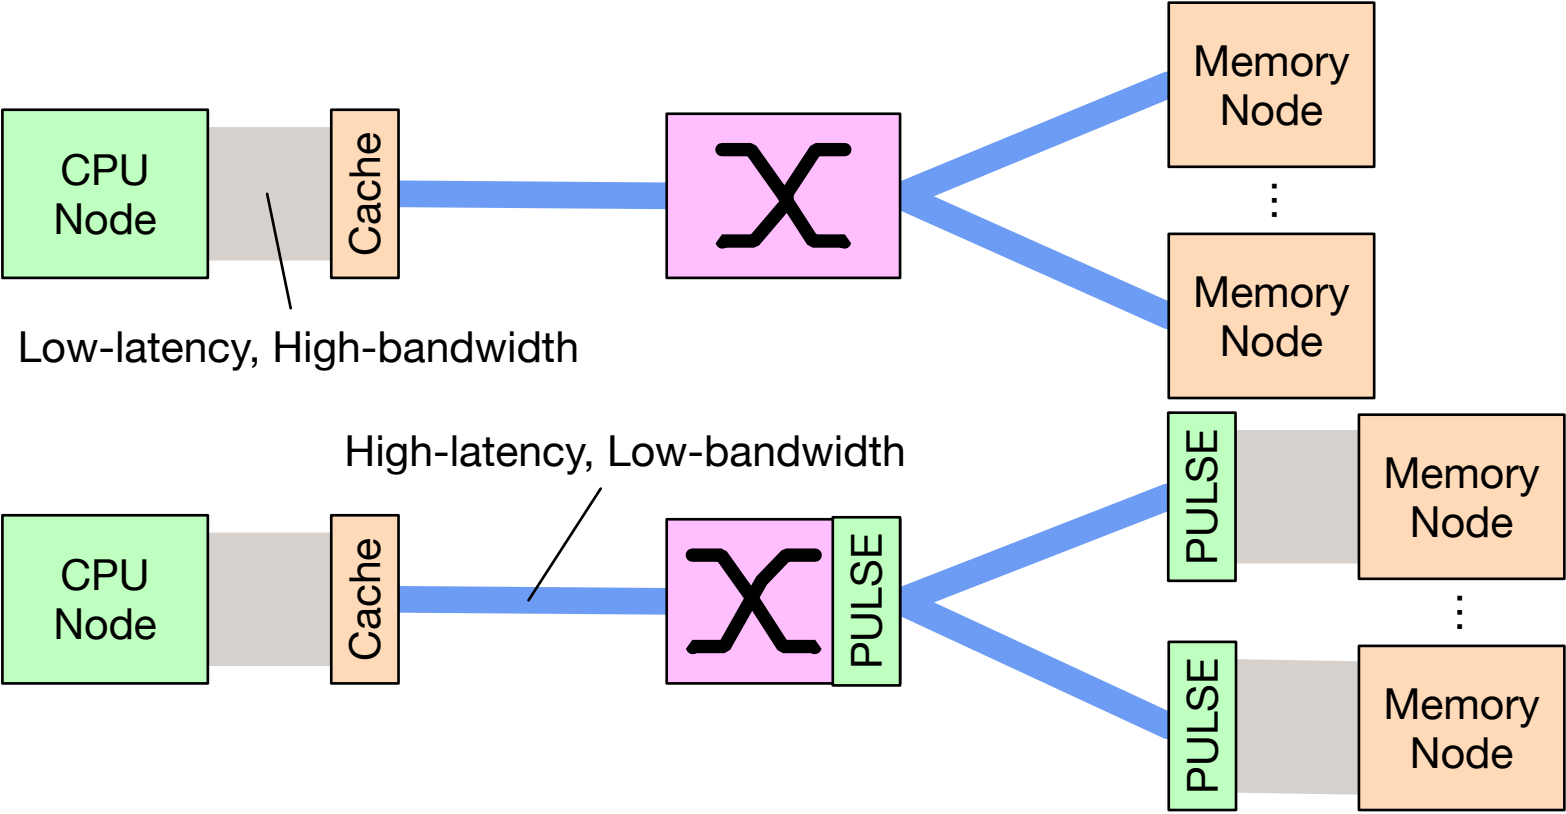 Memory
Node
CPU
Node
Cache
⋮
Memory
Node
Low-latency, High-bandwidth
High-latency, Low-bandwidth
PULSE
Memory
Node
CPU
Node
Cache
PULSE
⋮
PULSE
Memory
Node